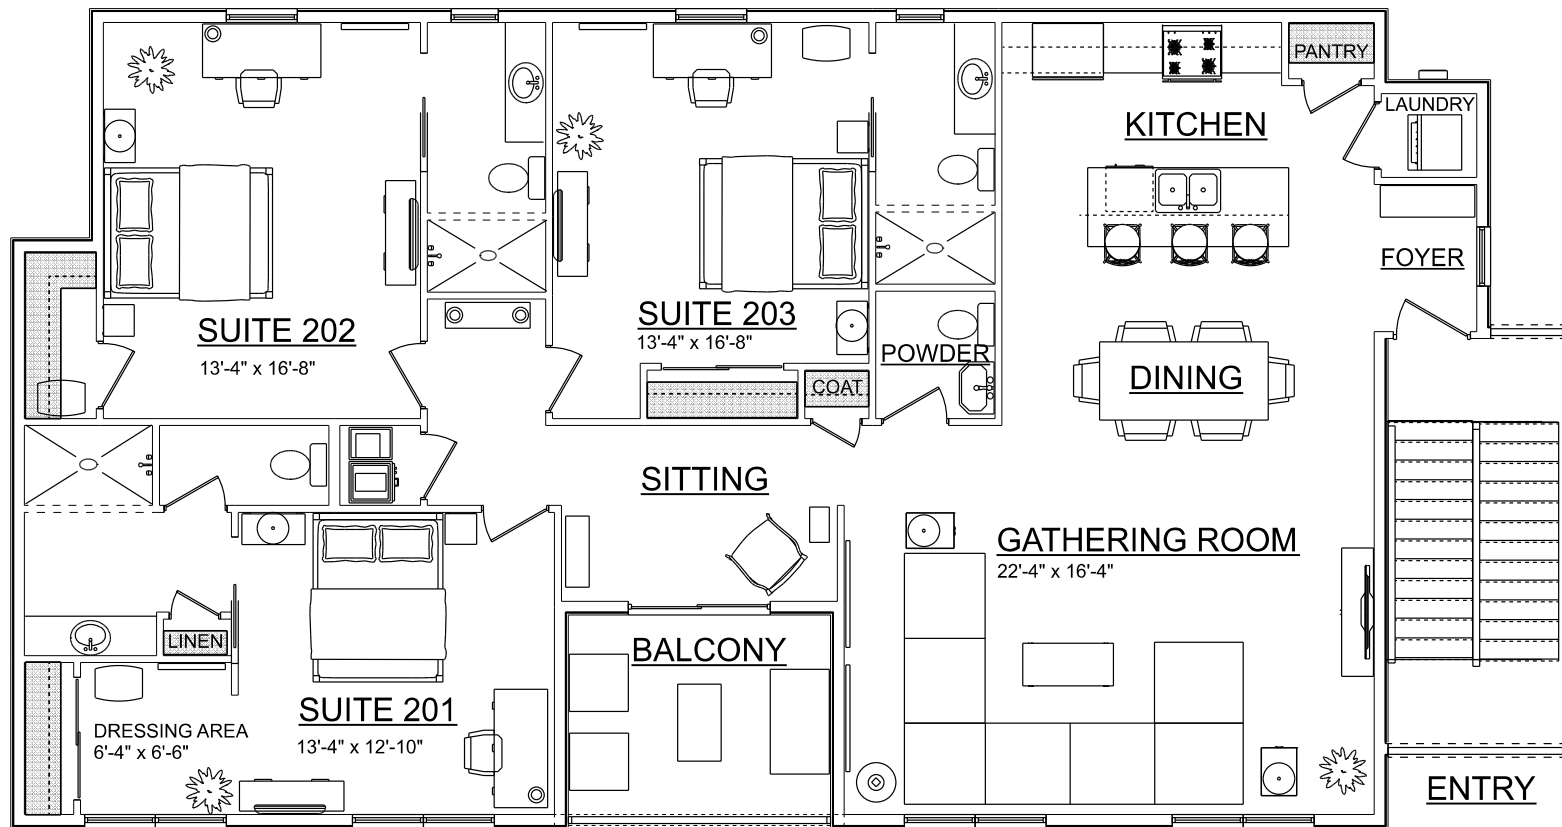 PANTRY
LAUNDRY
KITCHEN
FOYER
SUITE 202
13'-4" x 16'-8"
SUITE 203
13'-4" x 16'-8"
POWDER
COAT
DINING
SITTING
GATHERING ROOM
22'-4" x 16'-4"
LINEN
BALCONY
SUITE 201
13'-4" x 12'-10"
DRESSING AREA
6'-4" x 6'-6"
ENTRY